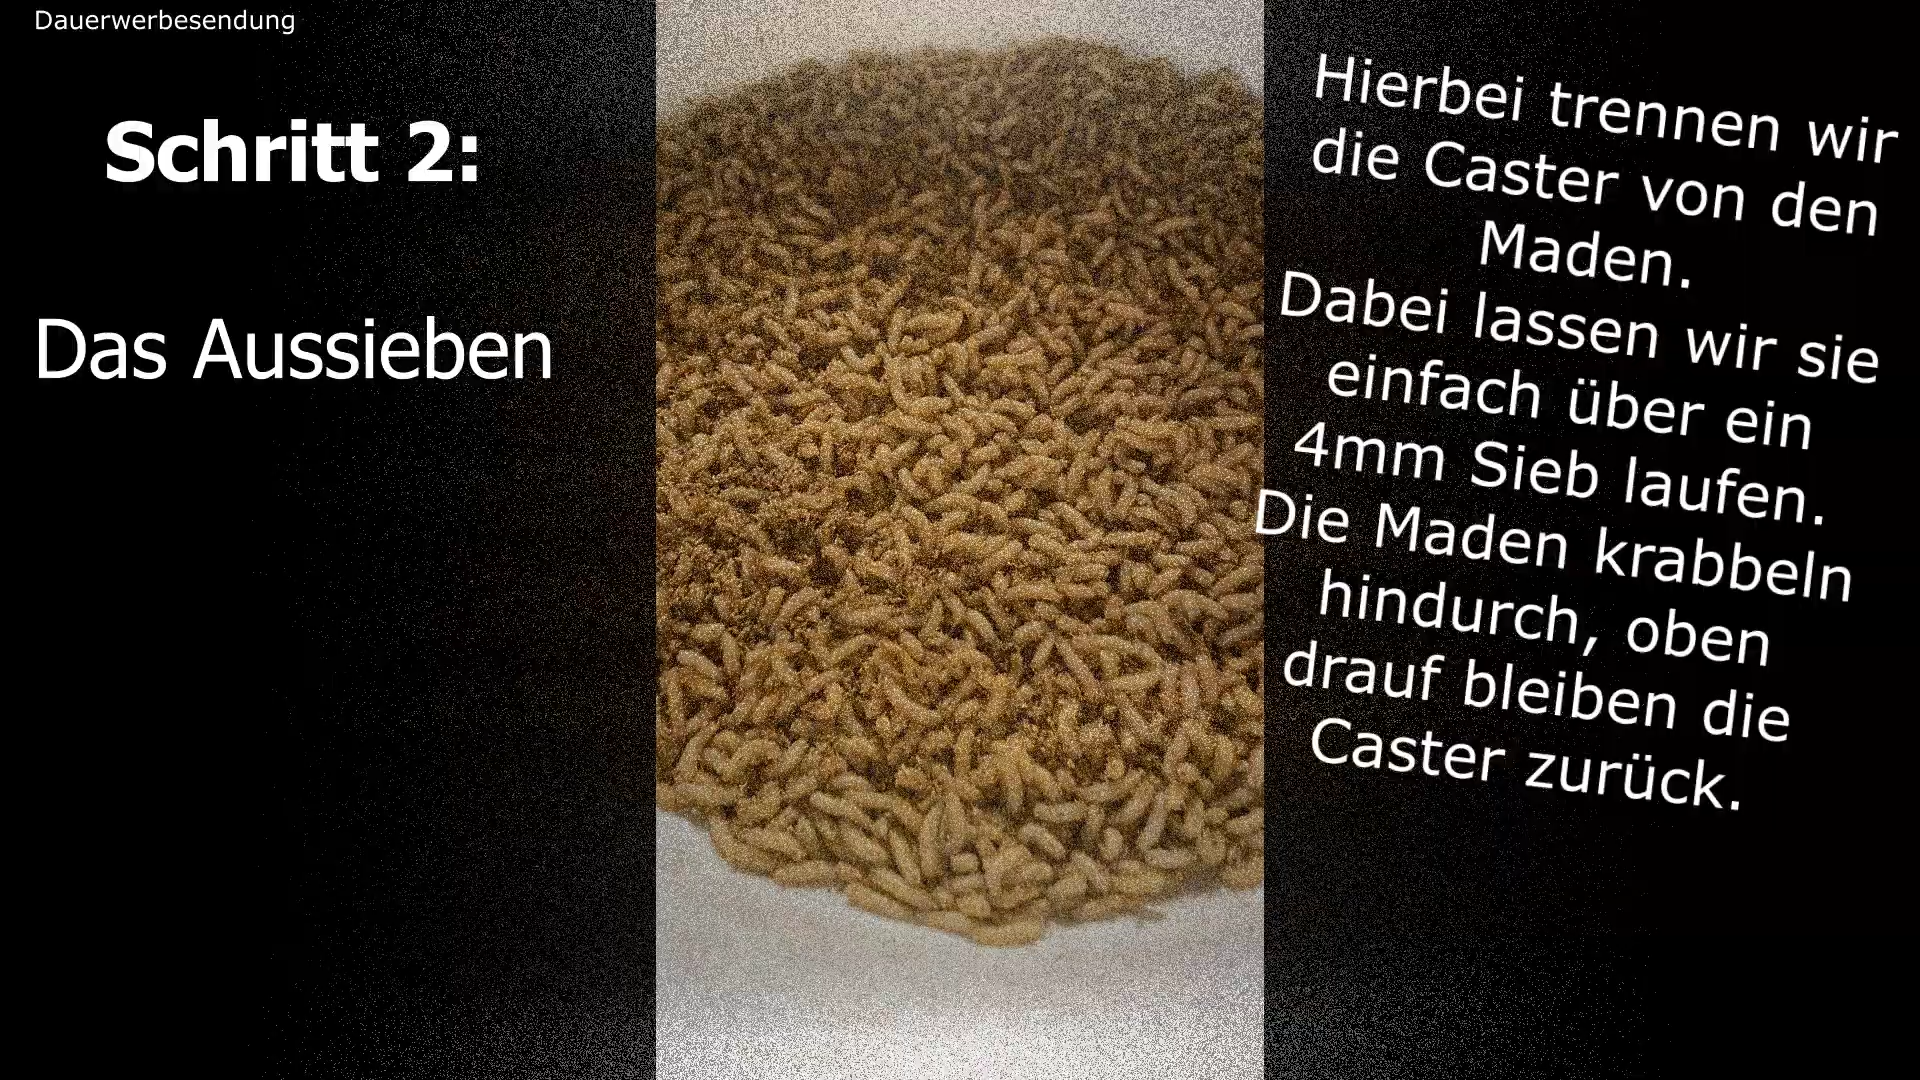 Dauerwerbesendung
Schritt 2:
Das Aussieben
Hierbei trennen wir
die Caster von den
Maden.
Dabei lassen wir sie
einfach über ein
4mm Sieb laufen.
Die Maden krabbeln
hindurch, oben
drauf bleiben die
Caster zurück.